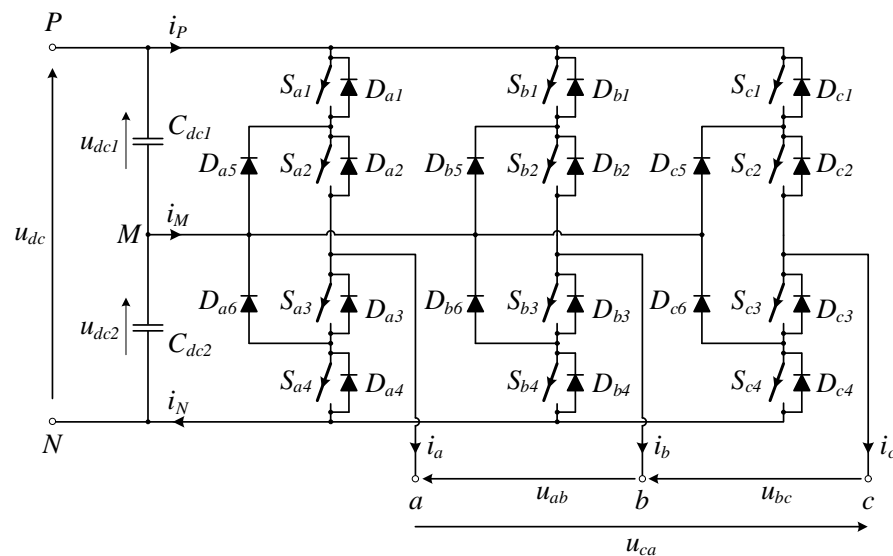 P
i_P
S_a1
D_a1
S_b1
D_b1
S_c1
D_c1
u_dc1
C_dc1
D_a5
S_a2
D_a2
D_b5
S_b2
D_b2
D_c5
S_c2
D_c2
u_dc
M
i_M
u_dc2
C_dc2
D_a6
S_a3
D_a3
D_b6
S_b3
D_b3
D_c6
S_c3
D_c3
S_a4
D_a4
S_b4
D_b4
S_c4
D_c4
N
i_N
i_a
i_b
i_c
a
u_ab
b
u_bc
c
u_ca